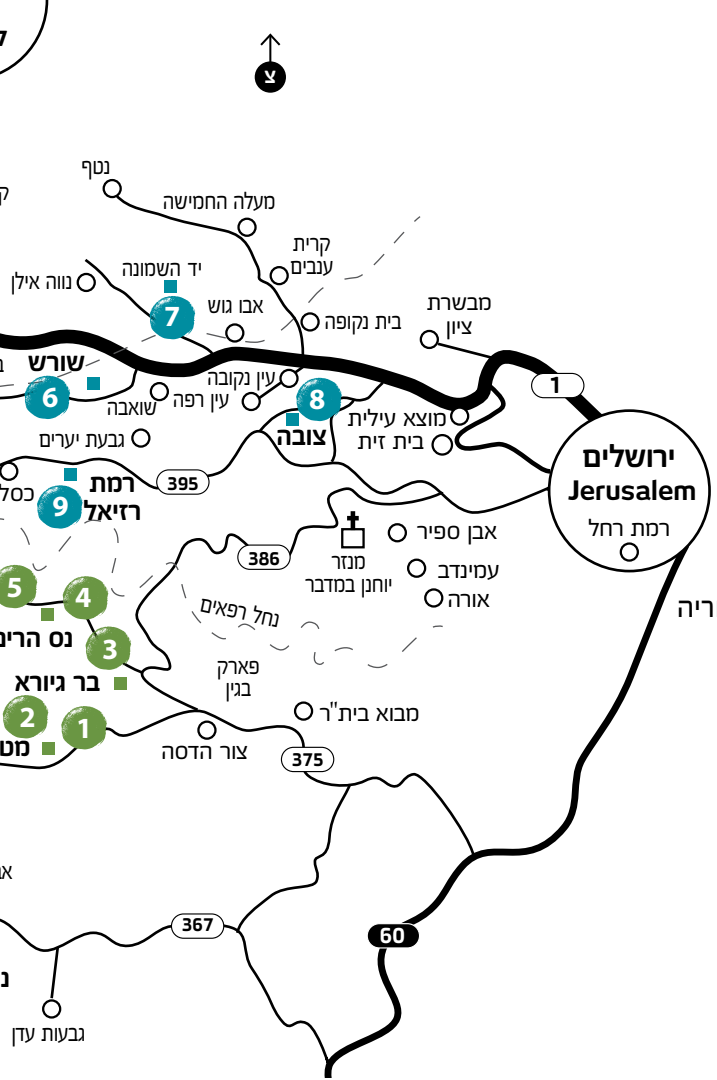 צ
נטף
מעלה החמישה
קרית
ענבים
יד השמונה
נווה אילן
7
אבו גוש
בית נקופה
מבשרת
ציון
שורש
6
עין נקובה
עין רפה
שואבה
8
צובה
1
מוצא עילית
בית זית
גבעת יערים
ירושלים
Jerusalem
רמת רחל
395
רמת
רזיאל
9
אבן ספיר
מנזר
יוחנן במדבר
386
עמינדב
אורה
5
4
נחל רפאים
נס הרים
3
פארק
בגין
בר גיורא
2
1
מבוא בית"ר
צור הדסה
375
367
60
גבעות עדן